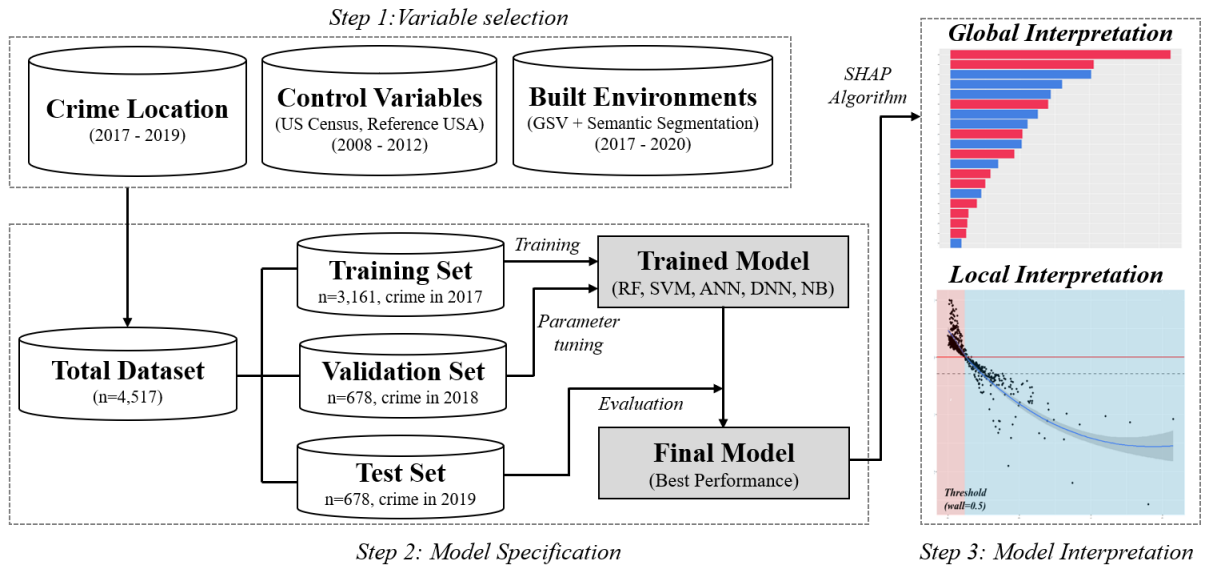 Step 1:Variable selection
Crime Location
(2017 - 2019)
Control Variables
(US Census, Reference USA)
(2008 - 2012)
Built Environments
(GSV + Semantic Segmentation)
(2017 - 2020)
Total Dataset
(n=4,517)
Training Set
n=3,161, crime in 2017
Validation Set
n=678, crime in 2018
Test Set
n=678, crime in 2019
Training
Parameter
tuning
Evaluation
Trained Model
(RF, SVM, ANN, DNN, NB)
Final Model
(Best Performance)
Step 2: Model Specification
SHAP
Algorithm
Global Interpretation
Local Interpretation
Threshold
(wall=0.5)
Step 3: Model Interpretation